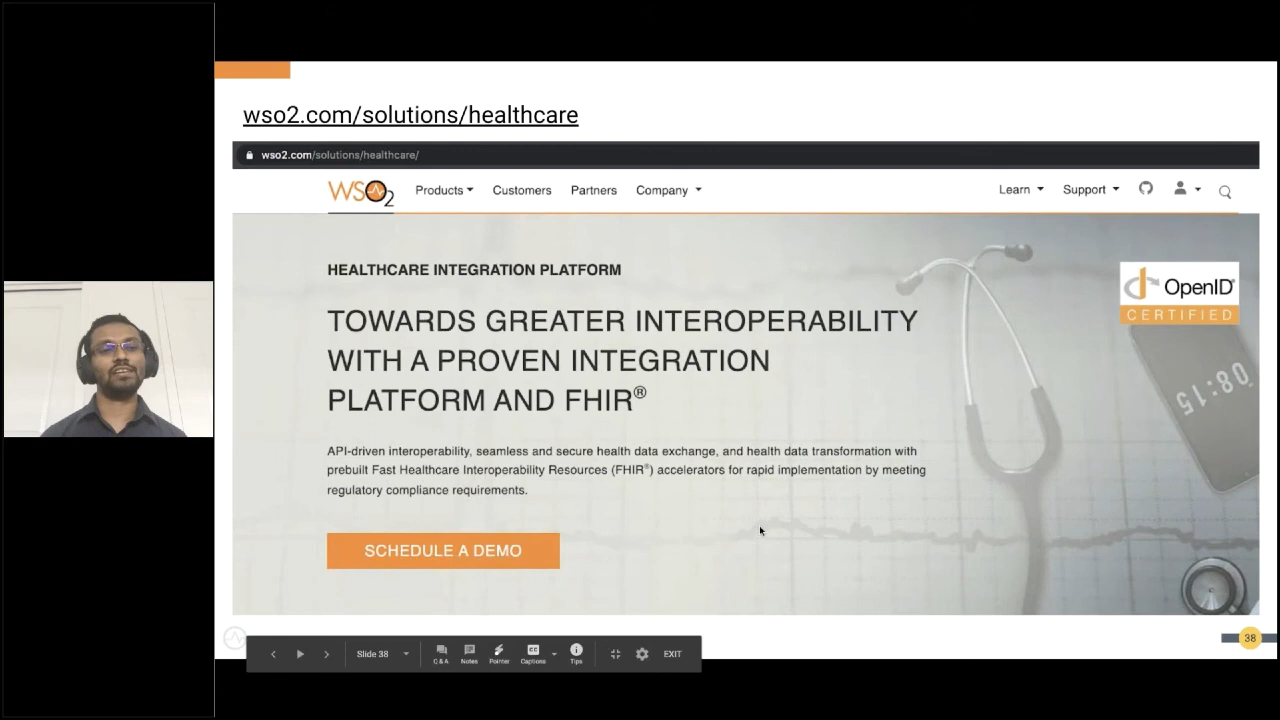 wso2.com/solutions/healthcare
wso2.com/solutions/healthcare/
WSO2 Products Customers Partners Company Learn Support
HEALTHCARE INTEGRATION PLATFORM
TOWARDS GREATER INTEROPERABILITY
WITH A PROVEN INTEGRATION
PLATFORM AND FHIR®
OpenID®
CERTIFIED
08:15
API-driven interoperability, seamless and secure health data exchange, and health data transformation with
prebuilt Fast Healthcare Interoperability Resources (FHIR®) accelerators for rapid implementation by meeting
regulatory compliance requirements.
SCHEDULE A DEMO
38
Slide 38
Q&A Notes Pointer Captions Tips
EXIT